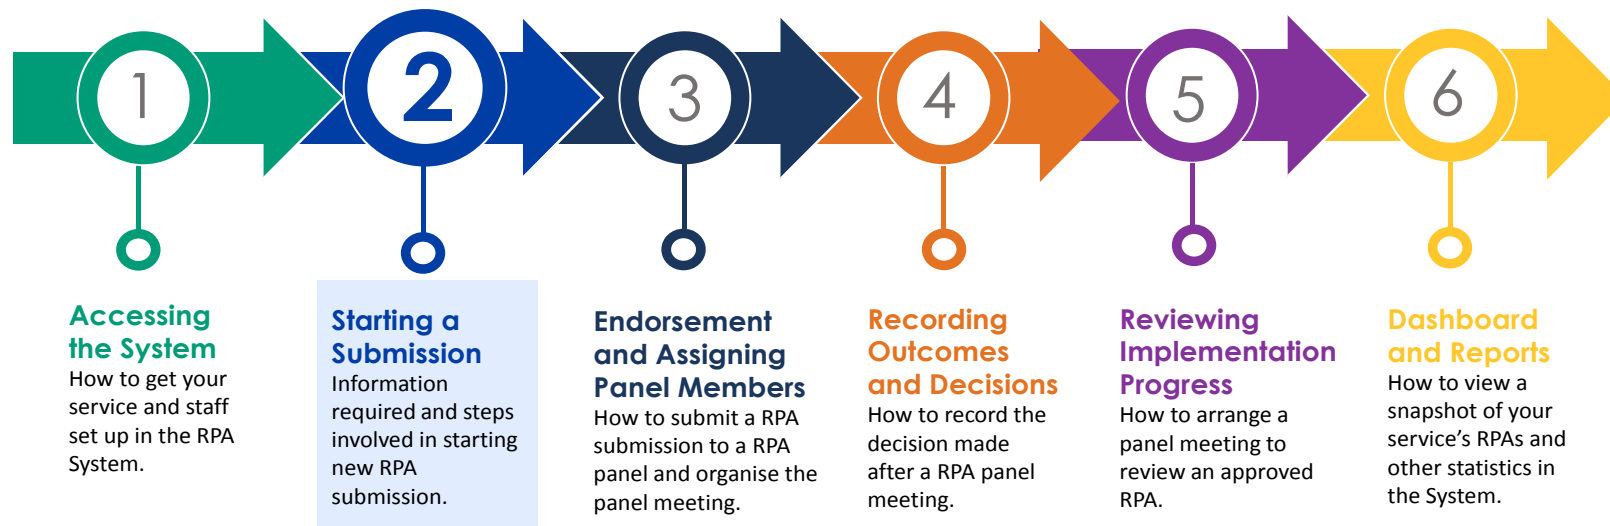 1
2
3
4
5
6
Accessing
the System
How to get your
service and staff
set up in the RPA
System.
Starting a
Submission
Information
required and steps
involved in starting
new RPA
submission.
Endorsement
and Assigning
Panel Members
How to submit a RPA
submission to a RPA
panel and organise the
panel meeting.
Recording
Outcomes
and Decisions
How to record the
decision made
after a RPA panel
meeting.
Reviewing
Implementation
Progress
How to arrange a
panel meeting to
review an approved
RPA.
Dashboard
and Reports
How to view a
snapshot of your
service’s RPAs and
other statistics in
the System.